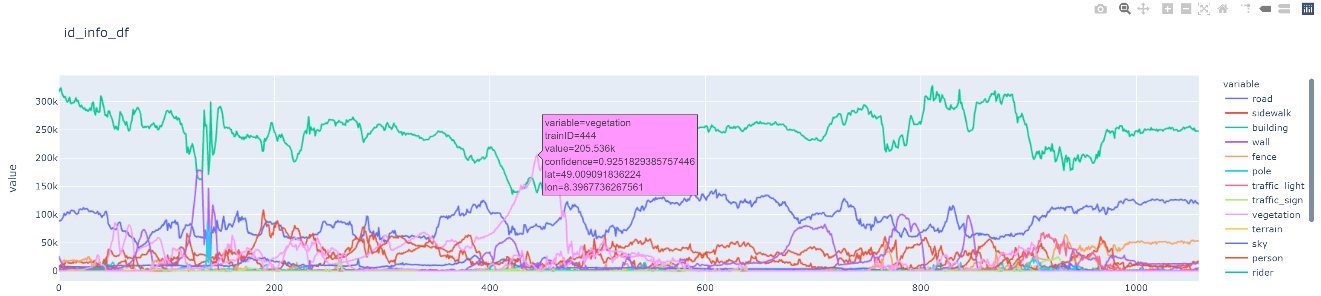 id_info_df
value
300k
250k
200k
150k
100k
50k
0
0
200
400
600
800
1000
variable=vegetation
trainID=444
value=205.536k
confidence=0.9251829385757446
lat=49.009091836224
lon=8.3967736267561
variable
road
sidewalk
building
wall
fence
pole
traffic_light
traffic_sign
vegetation
terrain
sky
person
rider